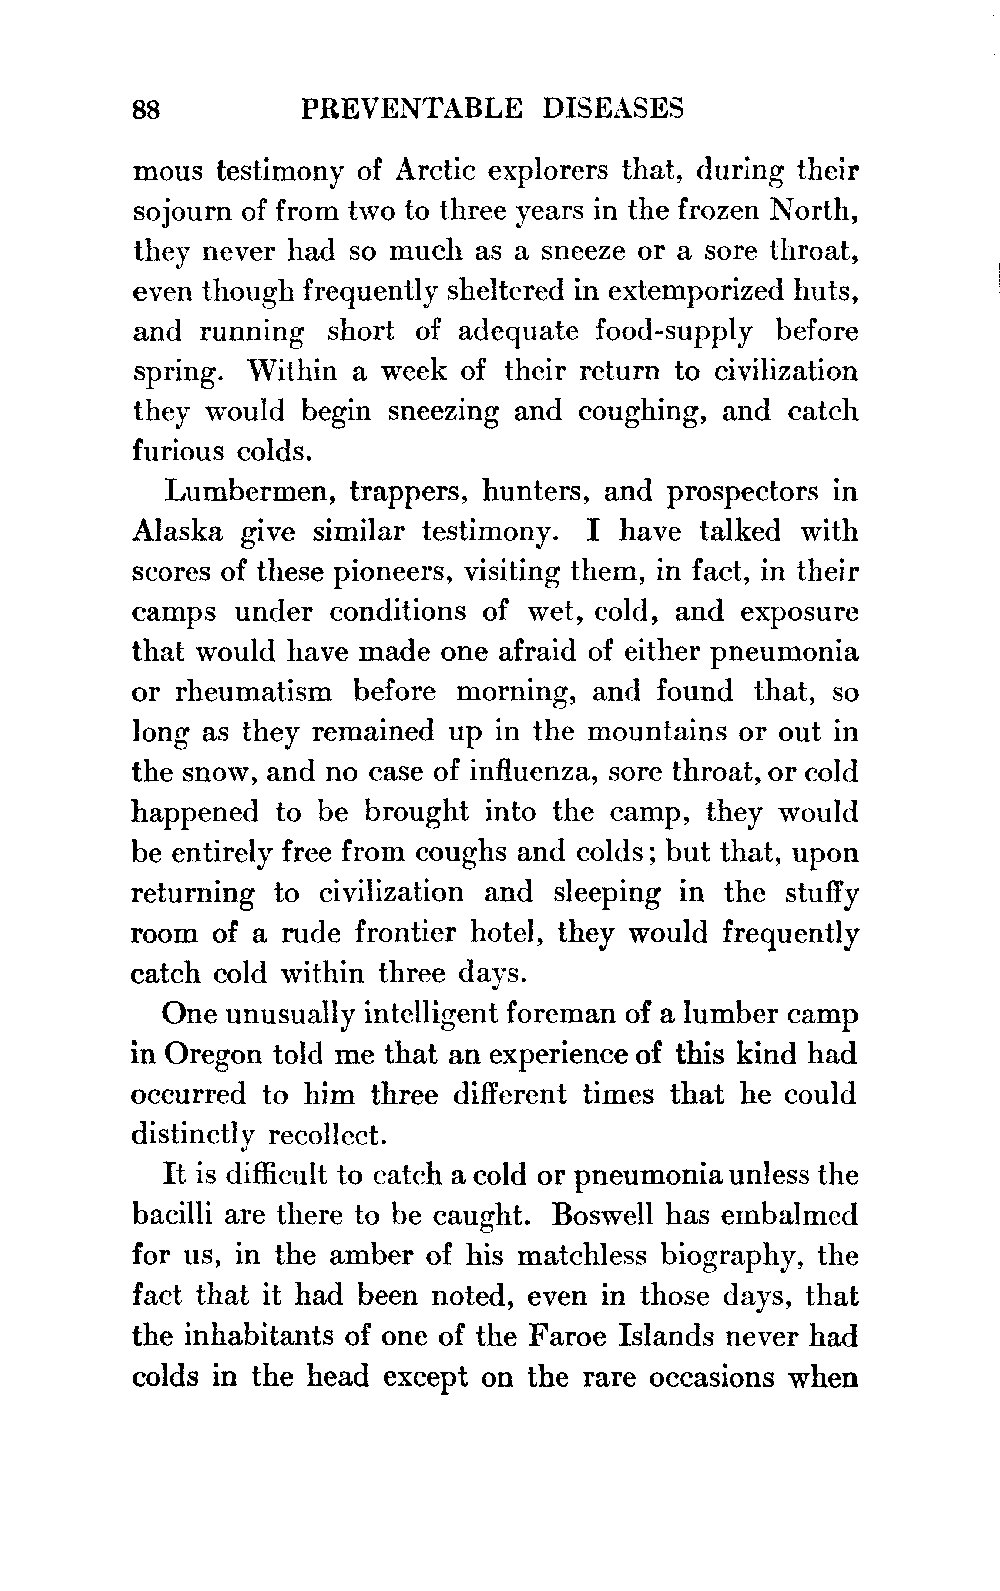 88 PREVENTABLE DISEASES
mous testimony of Arctic explorers that, during their
sojourn of from two to three years in the frozen North,
they never had so much as a sneeze or a sore throat,
even though frequently sheltered in extemporized huts,
and running short of adequate food-supply before
spring. Within a week of their return to civilization
they would begin sneezing and coughing, and catch
furious colds.
Lumbermen, trappers, hunters, and prospectors in
Alaska give similar testimony. I have talked with
scores of these pioneers, visiting them, in fact, in their
camps under conditions of wet, cold, and exposure
that would have made one afraid of either pneumonia
or rheumatism before morning, and found that, so
long as they remained up in the mountains or out in
the snow, and no case of influenza, sore throat, or cold
happened to be brought into the camp, they would
be entirely free from coughs and colds; but that, upon
returning to civilization and sleeping in the stuffy
room of a rude frontier hotel, they would frequently
catch cold within three days.
One unusually intelligent foreman of a lumber camp
in Oregon told me that an experience of this kind had
occurred to him three different times that he could
distinctly recollect.
It is difficult to catch a cold or pneumonia unless the
bacilli are there to be caught. Boswell has embalmed
for us, in the amber of his matchless biography, the
fact that it had been noted, even in those days, that
the inhabitants of one of the Faroe Islands never had
colds in the head except on the rare occasions when